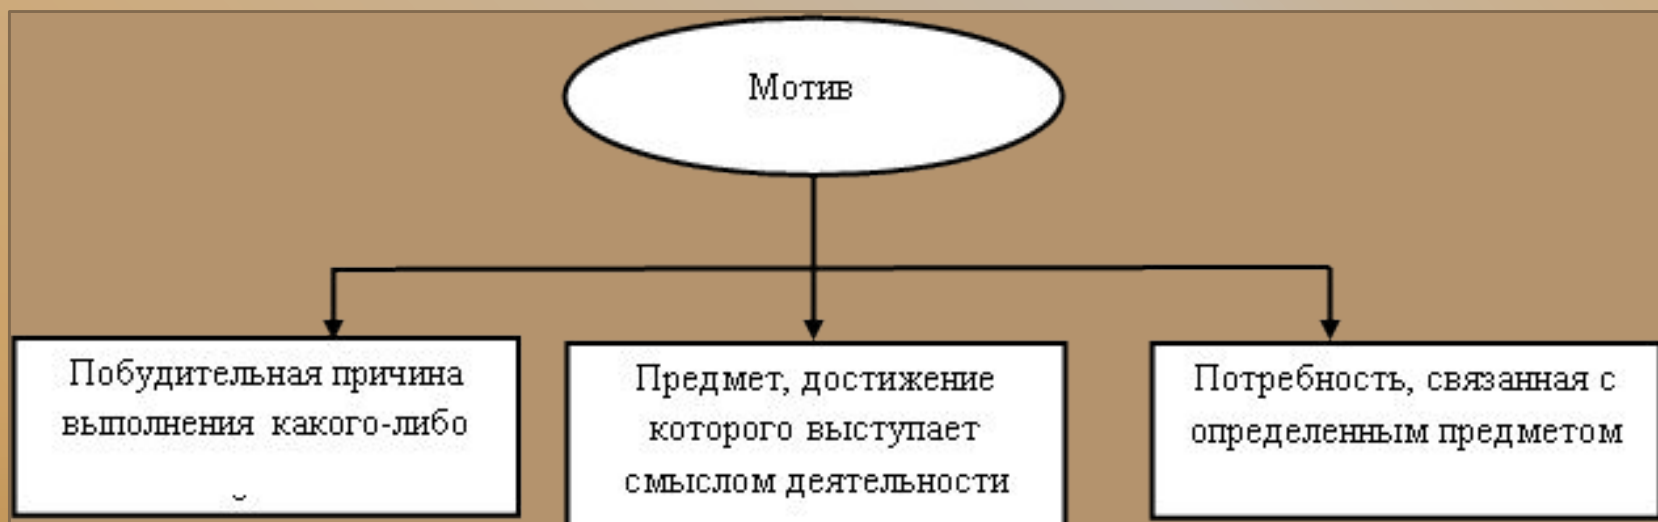 Мотив
Побудительная причина
выполнения какого-либо
Предмет, достижение
которого выступает
смыслом деятельности
Потребность, связанная с
определенным предметом